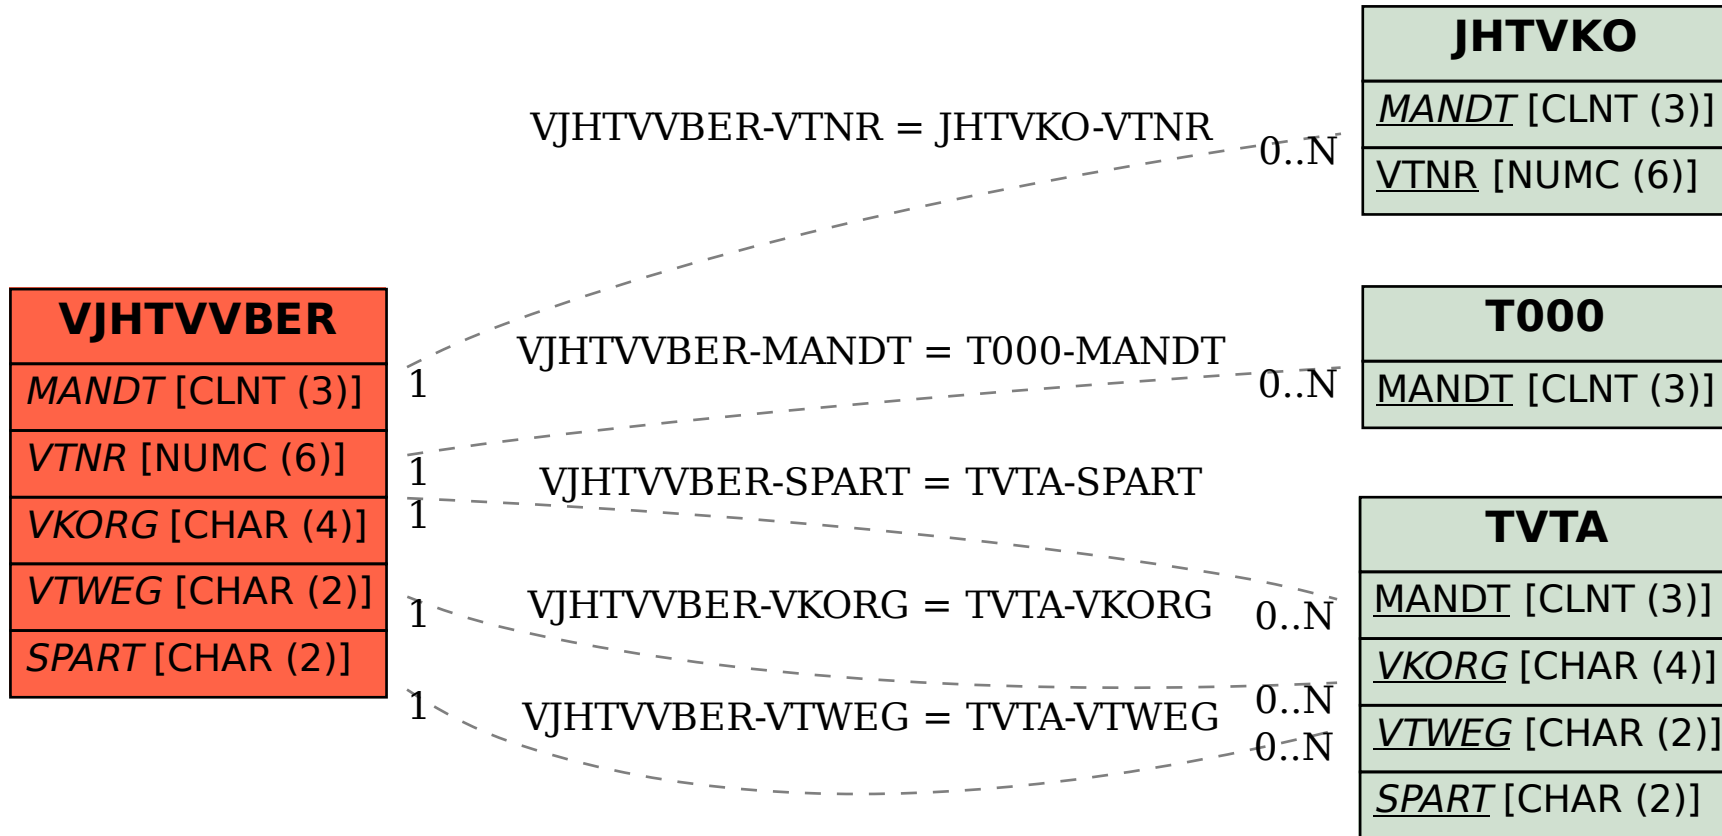 VJHTVVBER
MANDT [CLNT (3)]
VTNR [NUMC (6)]
VKORG [CHAR (4)]
VTWEG [CHAR (2)]
SPART [CHAR (2)]
VJHTVVBER-VTNR = JHTVKO-VTNR
0..N
1
VJHTVVBER-MANDT = T000-MANDT
0..N
1
VJHTVVBER-SPART = TVTA-SPART
1
0..N
VJHTVVBER-VKORG = TVTA-VKORG
1
0..N
VJHTVVBER-VTWEG = TVTA-VTWEG
1
0..N
JHTVKO
MANDT [CLNT (3)]
VTNR [NUMC (6)]
T000
MANDT [CLNT (3)]
TVTA
MANDT [CLNT (3)]
VKORG [CHAR (4)]
VTWEG [CHAR (2)]
SPART [CHAR (2)]